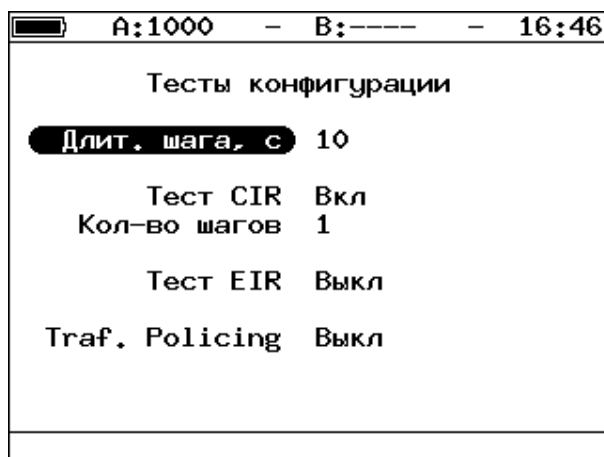 A:1000 – B:---- – 16:46
Тесты конфигурации
Длит. шага, с 10
Тест CIR Вкл
Кол-во шагов 1
Тест EIR Выкл
Traf. Policing Выкл